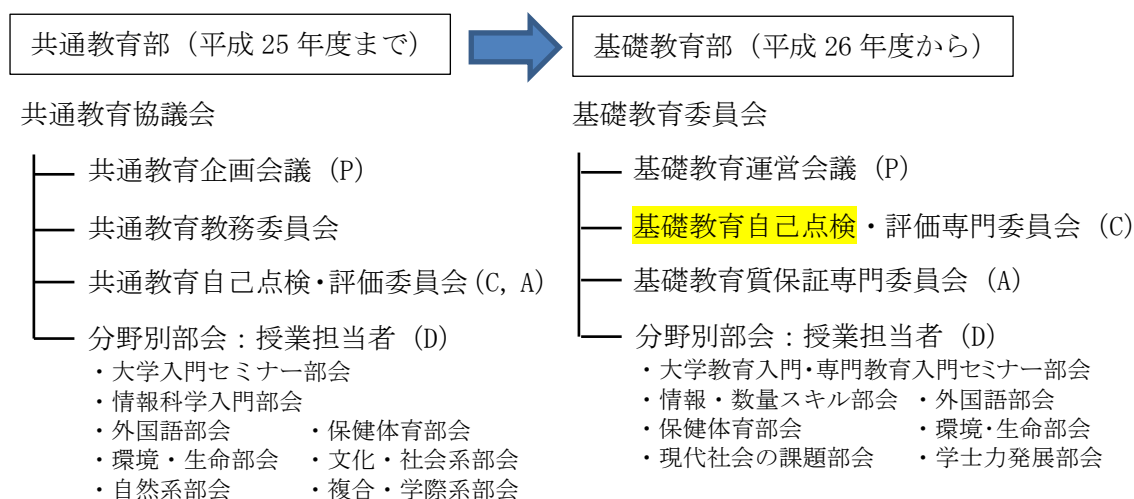 共通教育部（平成 25 年度まで）
共通教育協議会
共通教育企画会議（P）
共通教育教務委員会
共通教育自己点検・評価委員会(C, A)
分野別部会：授業担当者（D）
・大学入門セミナー部会
・情報科学入門部会
・外国語部会　・保健体育部会
・環境・生命部会　・文化・社会系部会
・自然系部会　・複合・学際系部会
基礎教育部（平成 26 年度から）
基礎教育委員会
基礎教育運営会議（P）
基礎教育自己点検・評価専門委員会（C）
基礎教育質保証専門委員会（A）
分野別部会：授業担当者（D）
・大学教育入門・専門教育入門セミナー部会
・情報・数量スキル部会　・外国語部会
・保健体育部会　・環境・生命部会
・現代社会の課題部会　・学士力発展部会